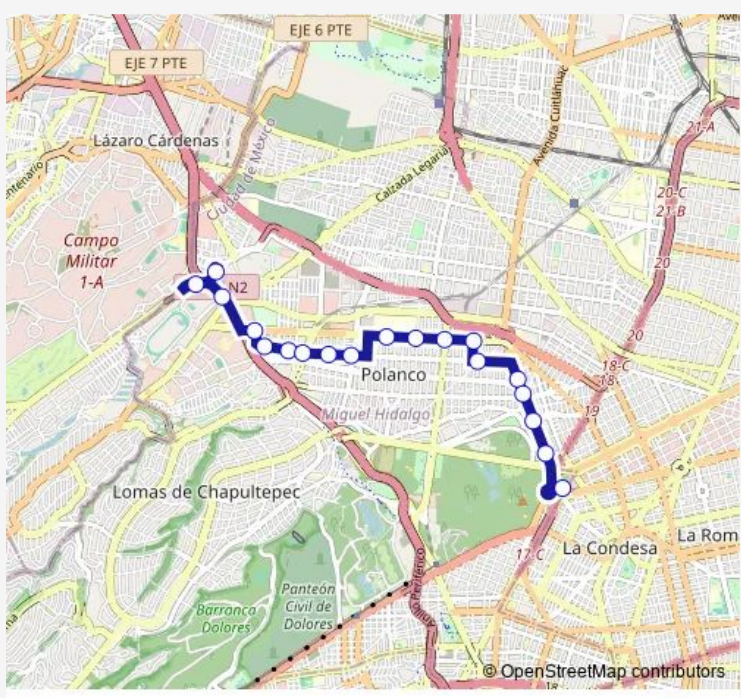 EJE 6 PTE
EJE 7 PTE
Lázaro Cárdenas
Ciudad de México
Calzada Legaria
Avenida Cuitláhuac
21-A
20-C
21-B
Campo
Militar
1-A
20
N2
20
18-C
18
Polanco
19
Miguel Hidalgo
Lomas de Chapultepec
La Condesa
La Rom
17-C
Periférico
Panteón
Civil de
Dolores
Barranca
Dolores
© OpenStreetMap contributors